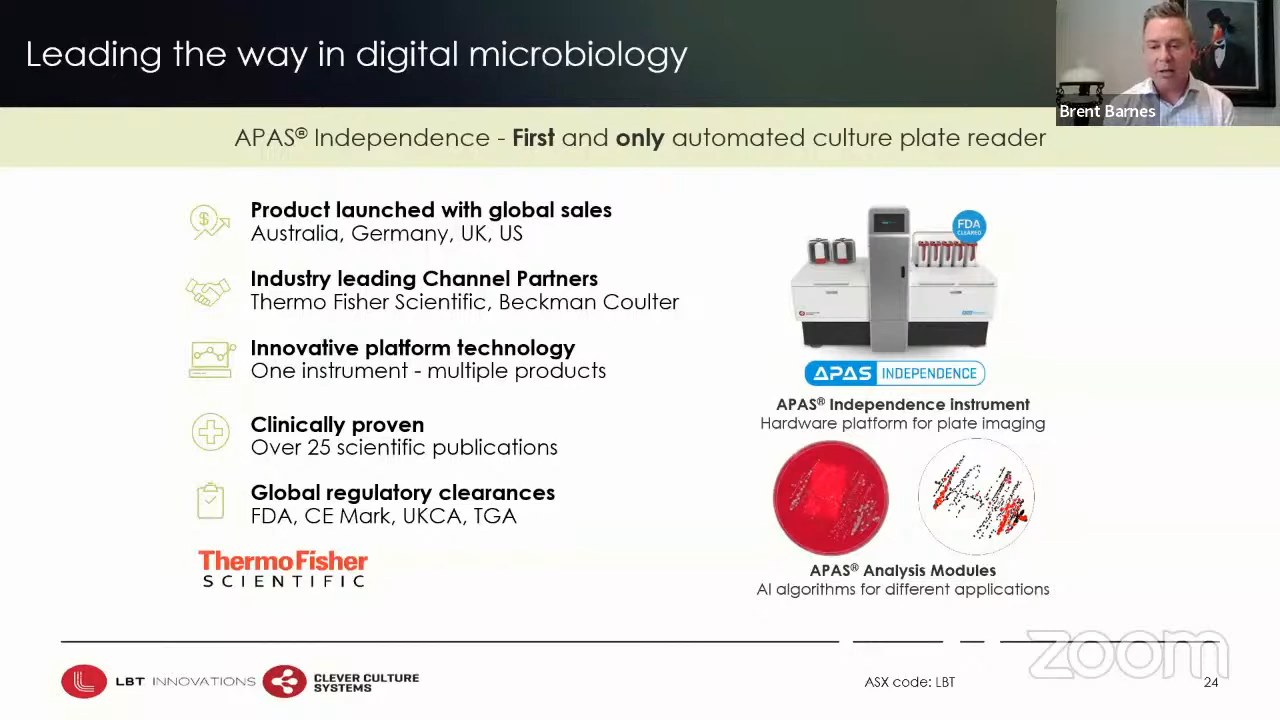 Leading the way in digital microbiology
Brent Barnes
APAS® Independence - First and only automated culture plate reader
Product launched with global sales
Australia, Germany, UK, US
Industry leading Channel Partners
Thermo Fisher Scientific, Beckman Coulter
Innovative platform technology
One instrument - multiple products
Clinically proven
Over 25 scientific publications
Global regulatory clearances
FDA, CE Mark, UKCA, TGA
ThermoFisher
SCIENTIFIC
FDA
CLEARED
APAS INDEPENDENCE
APAS® Independence instrument
Hardware platform for plate imaging
APAS® Analysis Modules
AI algorithms for different applications
zoom
LBT INNOVATIONS
CLEVER CULTURE
SYSTEMS
ASX code: LBT
24